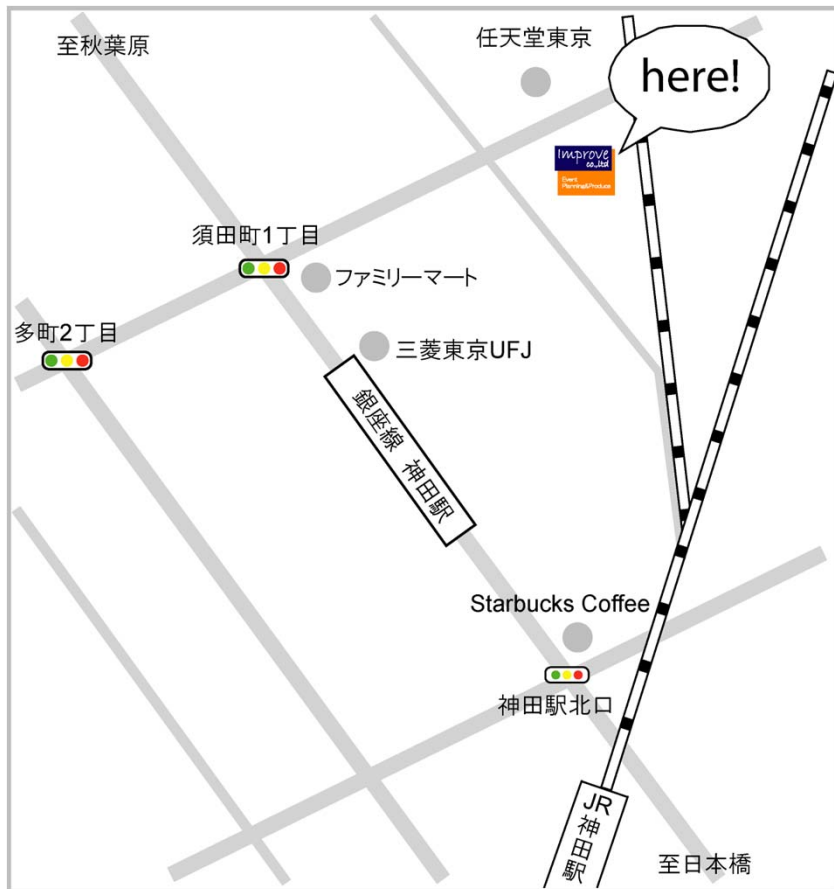 至秋葉原
任天堂東京
here!
Improve
co.,ltd
Event
Planning&Produce
須田町1丁目
ファミリーマート
多町2丁目
三菱東京UFJ
銀座線 神田駅
Starbucks Coffee
神田駅北口
JR神田駅
至日本橋